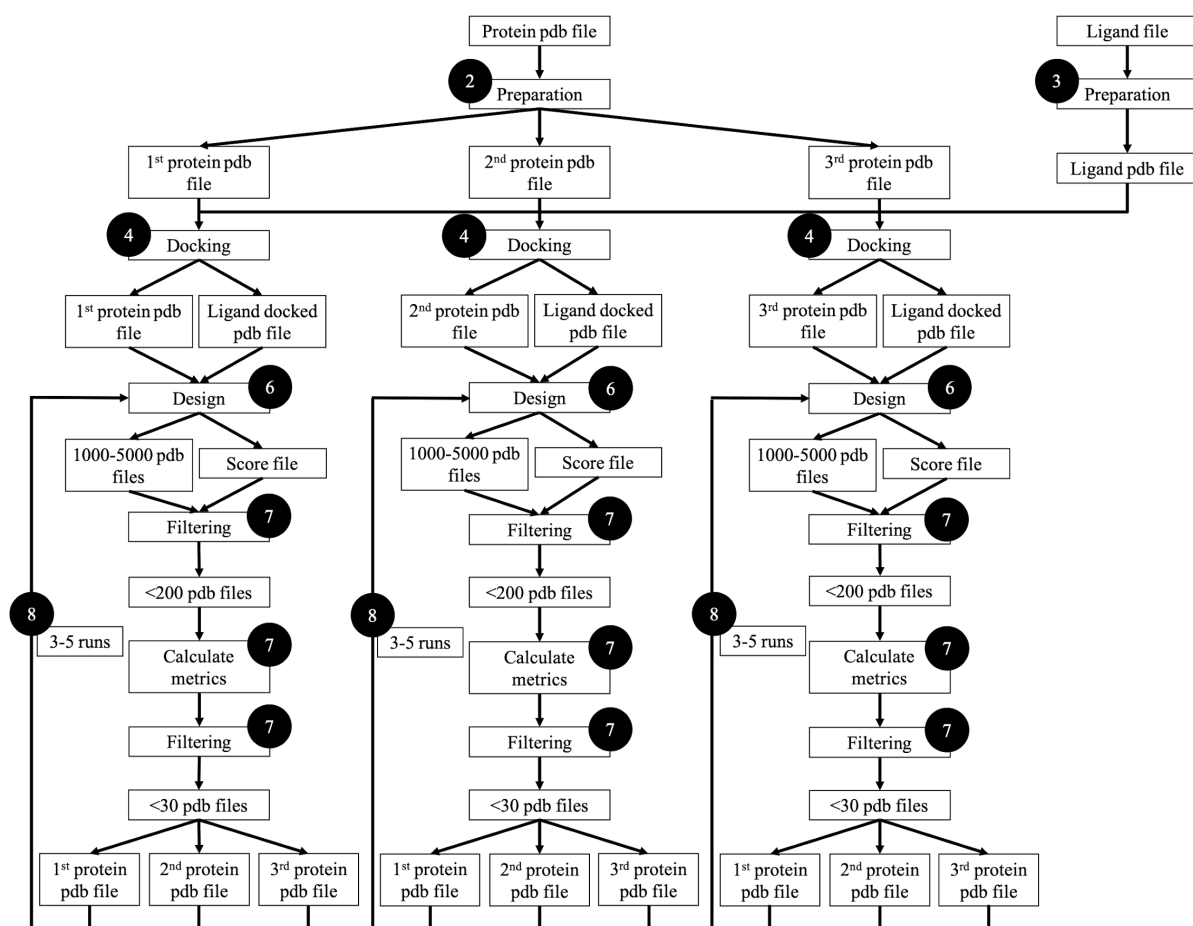 Protein pdb file
Ligand file
2
Preparation
3
Preparation
1st protein pdb
file
2nd protein pdb
file
3rd protein pdb
file
Ligand pdb file
4
Docking
4
Docking
4
Docking
1st protein pdb
file
Ligand docked
pdb file
2nd protein pdb
file
Ligand docked
pdb file
3rd protein pdb
file
Ligand docked
pdb file
6
Design
6
Design
6
Design
1000-5000 pdb
files
Score file
1000-5000 pdb
files
Score file
1000-5000 pdb
files
Score file
7
Filtering
7
Filtering
7
Filtering
<200 pdb files
<200 pdb files
<200 pdb files
8
3-5 runs
7
Calculate
metrics
8
3-5 runs
7
Calculate
metrics
8
3-5 runs
7
Calculate
metrics
7
Filtering
7
Filtering
7
Filtering
<30 pdb files
<30 pdb files
<30 pdb files
1st protein
pdb file
2nd protein
pdb file
3rd protein
pdb file
1st protein
pdb file
2nd protein
pdb file
3rd protein
pdb file
1st protein
pdb file
2nd protein
pdb file
3rd protein
pdb file